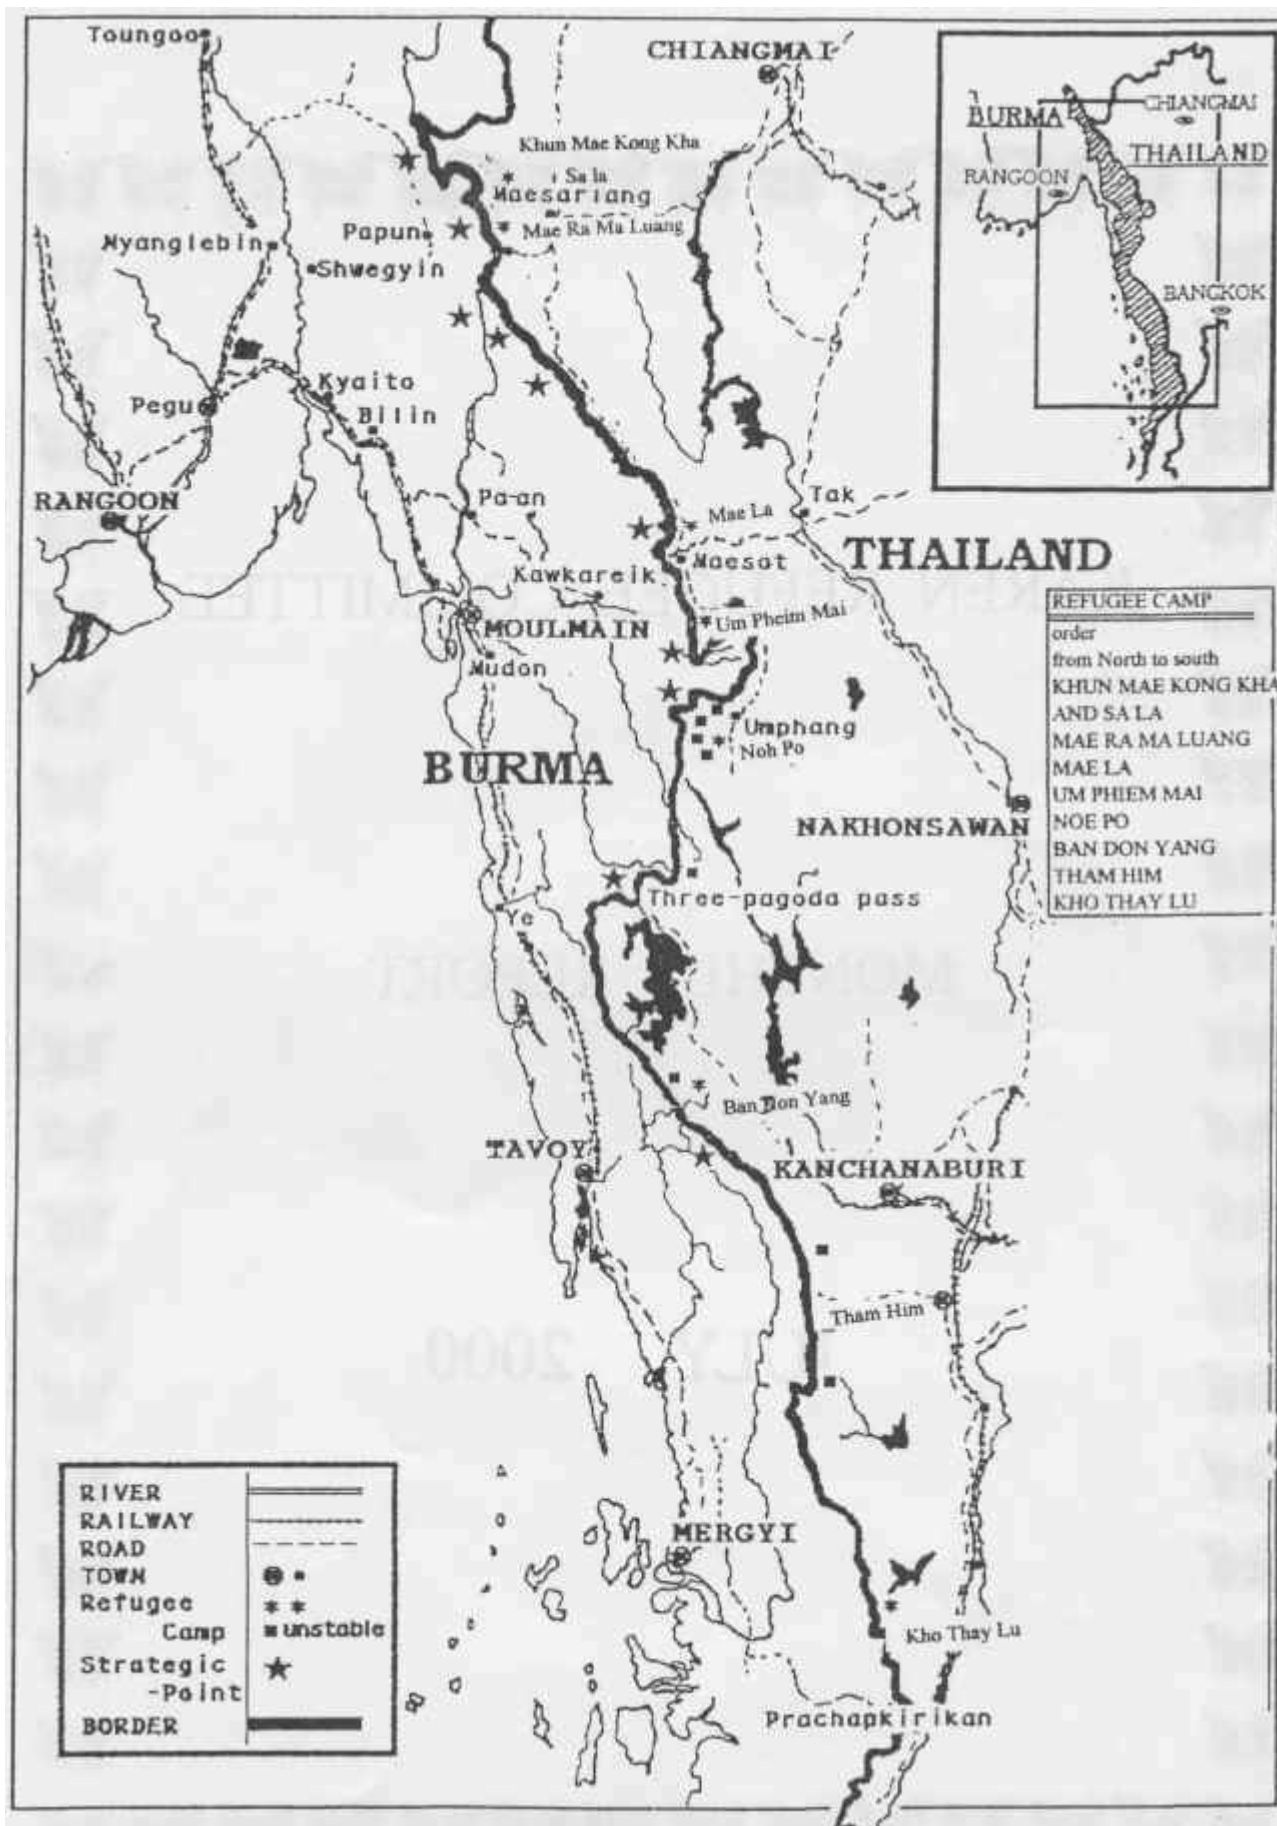 Toungoo
CHIANGMAI
Khun Mae Kong Kha
Sa la
Maesariang
Mae Ra Ma Luang
Papun
Nyanglebin
Shwegyin
Kyaito
Pegu
Bilin
RANGOON
Pa-an
Mae La
Tak
Maesot
THAILAND
Kawkareik
Um Pheim Mai
MOULMAIN
Mudon
Umphang
Noh Po
BURMA
NAKHONSAWAN
Three-pagoda pass
Ye
Ban Don Yang
TAVOY
KANCHANABURI
Tham Him
MERGYI
Kho Thay Lu
Prachapkirikan
BURMA
CHIANGMAI
THAILAND
RANGOON
BANGKOK
REFUGEE CAMP
order
from North to south
KHUN MAE KONG KHA
AND SA LA
MAE RA MA LUANG
MAE LA
UM PHIEM MAI
NOE PO
BAN DON YANG
THAM HIM
KHO THAY LU
RIVER
RAILWAY
ROAD
TOWN
Refugee
Camp unstable
Strategic
-Point
BORDER